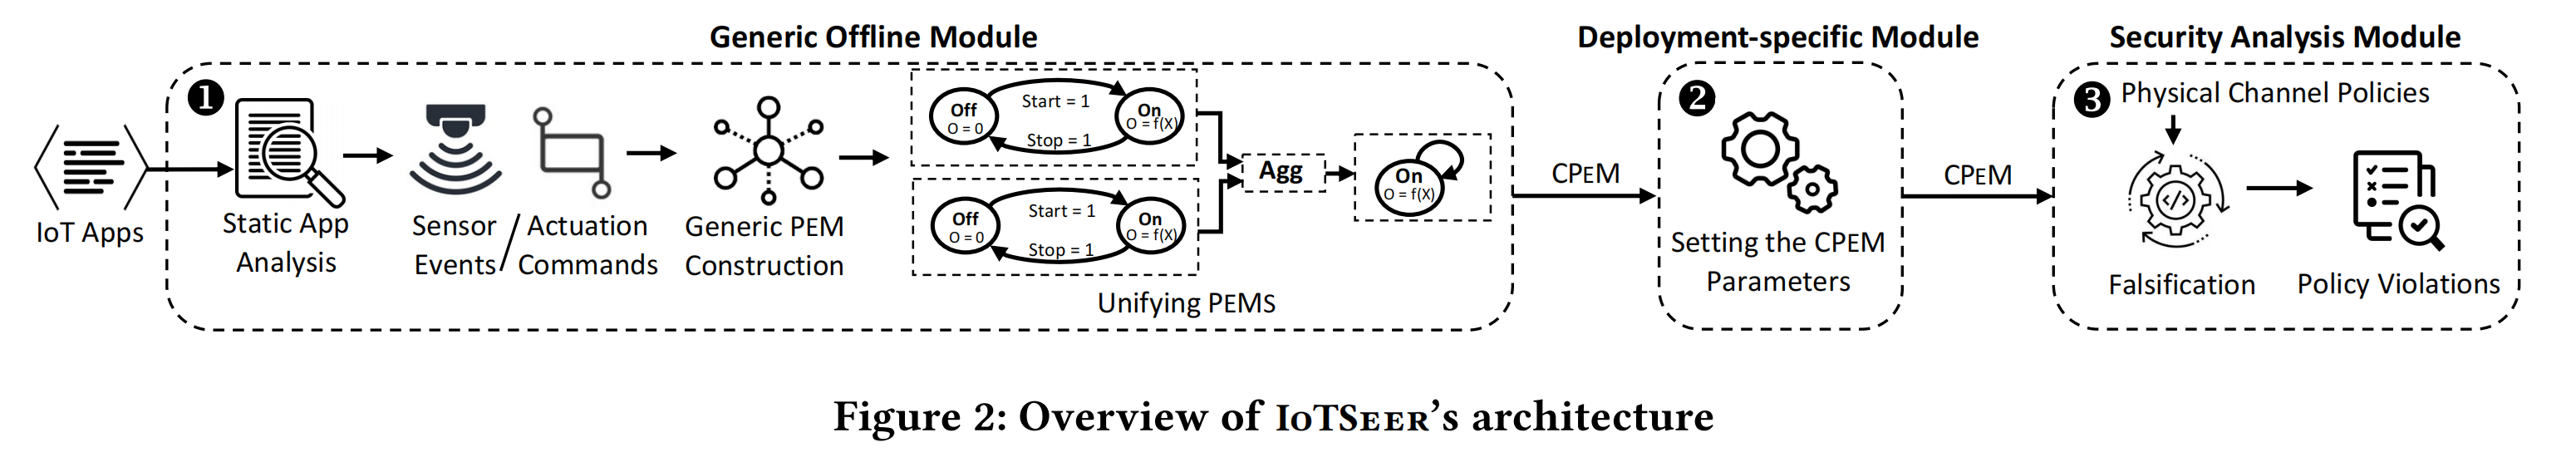 Generic Offline Module
Deployment-specific Module
Security Analysis Module
IoT Apps
❶
Static App
Analysis
Sensor
Events
/
Actuation
Commands
Generic PEM
Construction
Off
O = 0
Start = 1
Stop = 1
On
O = f(X)
Off
O = 0
Start = 1
Stop = 1
On
O = f(X)
Agg
On
O = f(X)
Unifying PEMS
CPEM
❷
Setting the CPEM
Parameters
CPEM
❸ Physical Channel Policies
</>
Falsification
Policy Violations
Figure 2: Overview of IoTSeer's architecture